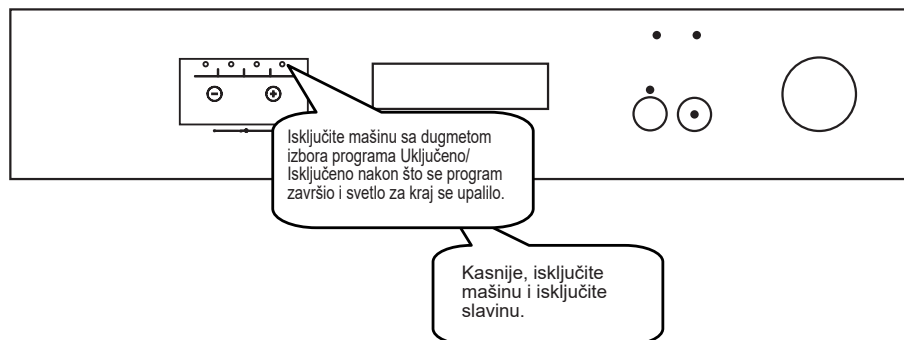 Isključite mašinu sa dugmetom
izbora programa Uključeno/
Isključeno nakon što se program
završio i svetlo za kraj se upalilo.
Kasnije, isključite
mašinu i isključite
slavinu.